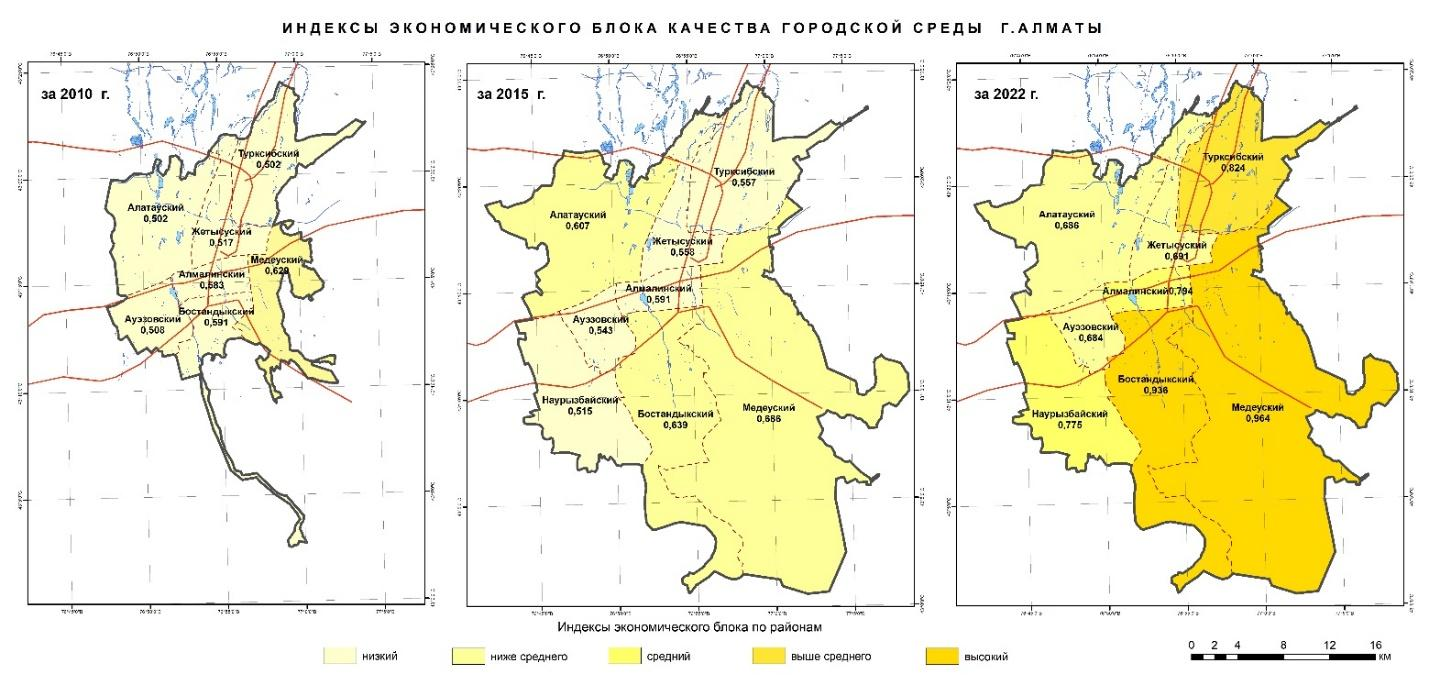 ИНДЕКСЫ ЭКОНОМИЧЕСКОГО БЛОКА КАЧЕСТВА ГОРОДСКОЙ СРЕДЫ Г.АЛМАТЫ
за 2010 г.
Турксибский
0,502
Алатауский
0,502
Жетысуский
0,517
Медеуский
0,629
Алмалинский
0,583
Ауэзовский
0,508
Бостандыкский
0,591
за 2015 г.
Турксибский
0,557
Алатауский
0,607
Жетысуский
0,558
Алмалинский
0,591
Ауэзовский
0,543
Наурызбайский
0,515
Бостандыкский
0,639
Медеуский
0,686
за 2022 г.
Турксибский
0,824
Алатауский
0,686
Жетысуский
0,691
Алмалинский 0,794
Ауэзовский
0,684
Бостандыкский
0,936
Наурызбайский
0,775
Медеуский
0,964
Индексы экономического блока по районам
низкий
ниже среднего
средний
выше среднего
высокий
0 2 4 8 12 16
км